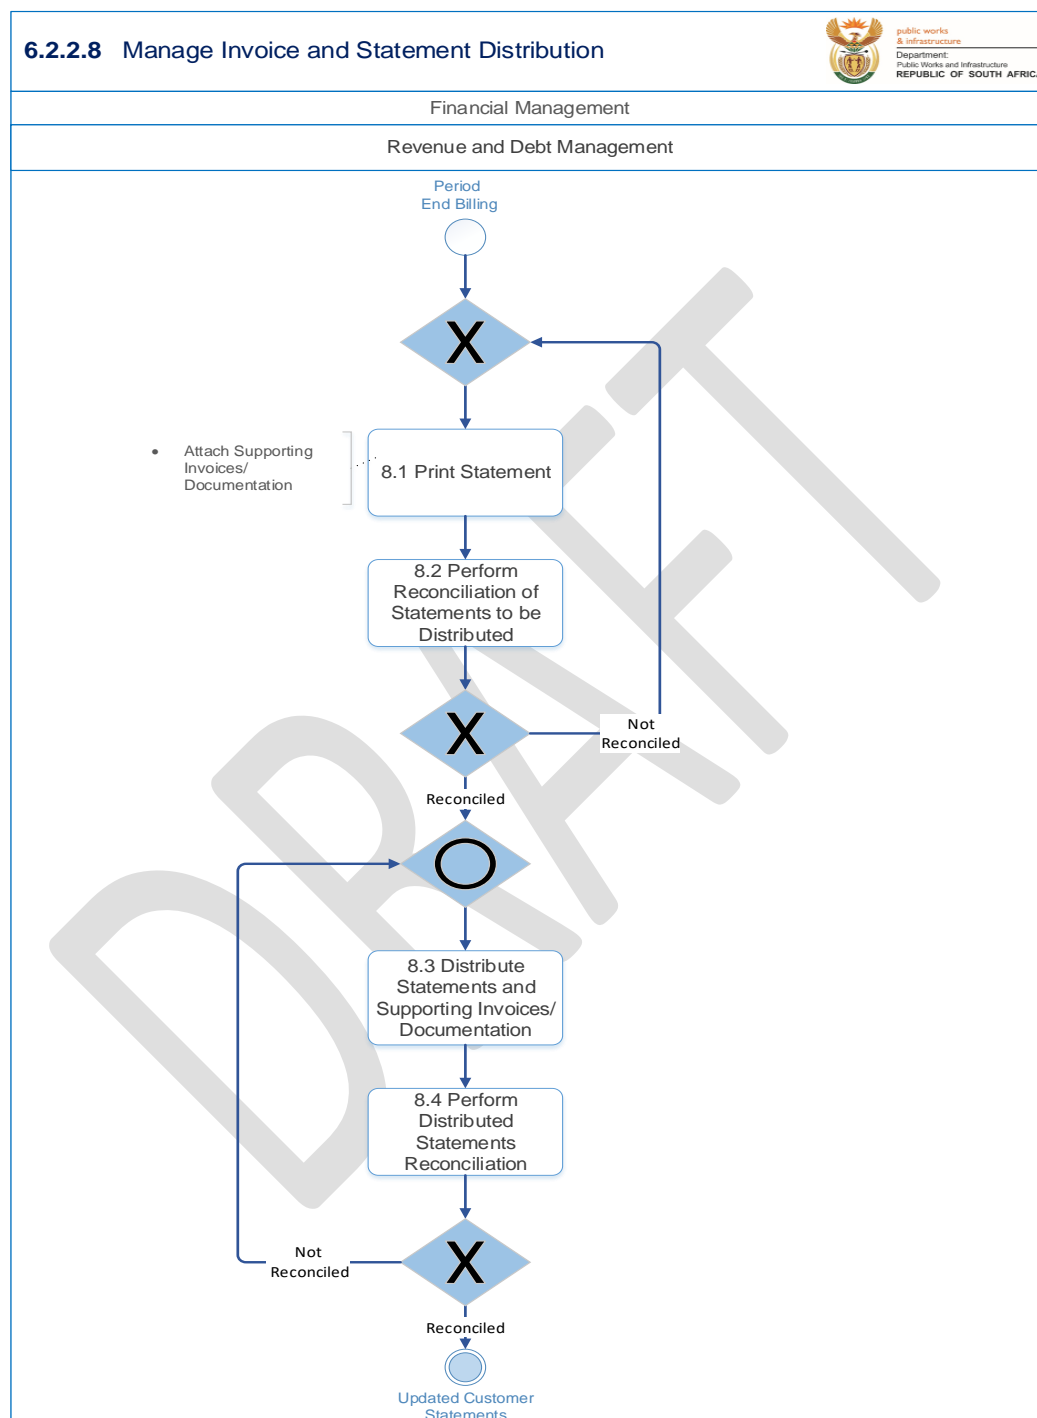 6.2.2.8 Manage Invoice and Statement Distribution
public works
& infrastructure
Department:
Public Works and Infrastructure
REPUBLIC OF SOUTH AFRICA
Financial Management
Revenue and Debt Management
Period
End Billing
X
• Attach Supporting
Invoices/
Documentation
8.1 Print Statement
8.2 Perform
Reconciliation of
Statements to be
Distributed
X
Not
Reconciled
Reconciled
8.3 Distribute
Statements and
Supporting Invoices/
Documentation
8.4 Perform
Distributed
Statements
Reconciliation
X
Not
Reconciled
Reconciled
Updated Customer
Statements
DRAFT